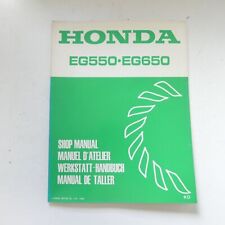 HONDA
EG550•EG650
SHOP MANUAL
MANUEL D'ATELIER
WERKSTATT-HANDBUCH
MANUAL DE TALLER